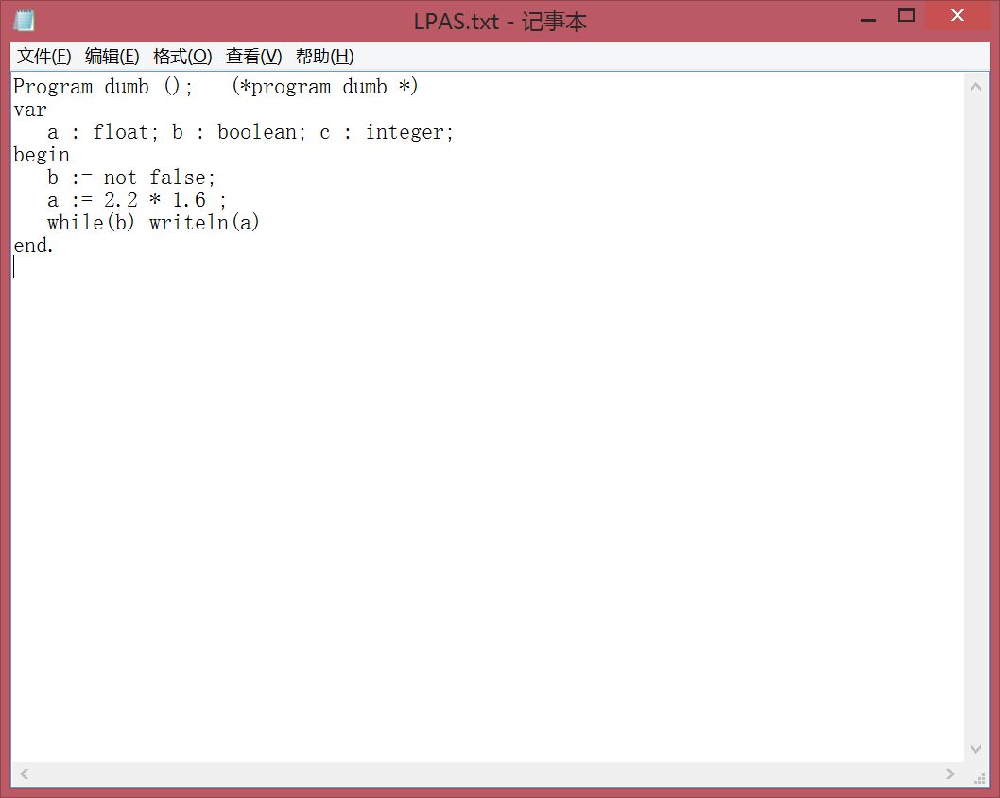 LPAS.txt - 记事本
文件(F) 编辑(E) 格式(O) 查看(V) 帮助(H)
Program dumb ();   (*program dumb *)
var
   a : float; b : boolean; c : integer;
begin
   b := not false;
   a := 2.2 * 1.6 ;
   while(b) writeln(a)
end.